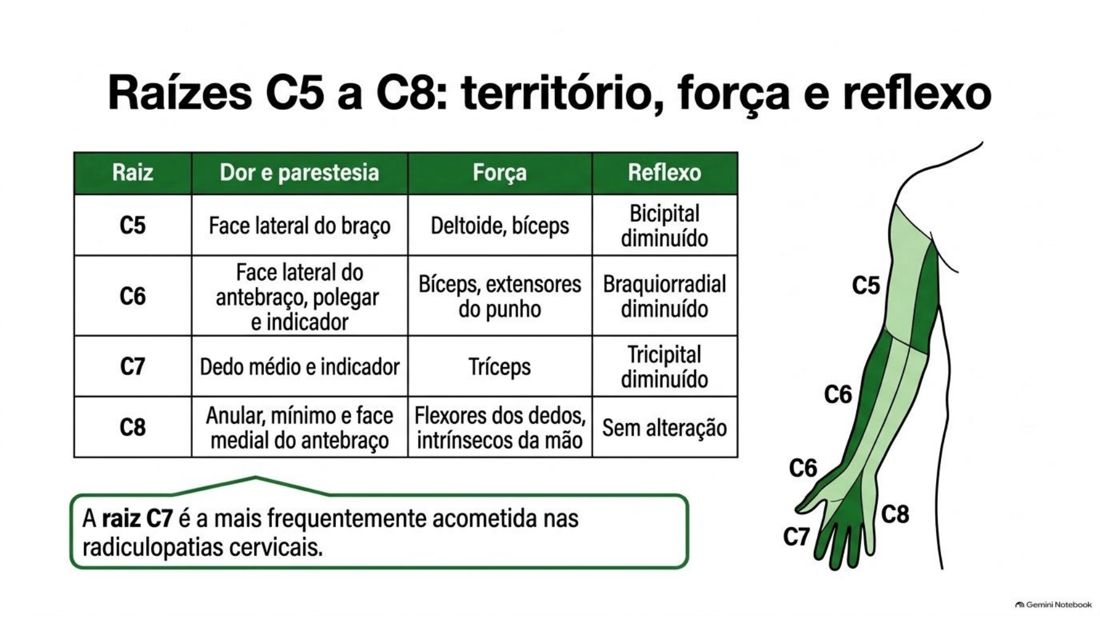 Raízes C5 a C8: território, força e reflexo
Raiz Dor e parestesia Força Reflexo
C5 Face lateral do braço Deltoide, bíceps Bicipital diminuído
C6 Face lateral do antebraço, polegar e indicador Bíceps, extensores do punho Braquiorradial diminuído
C7 Dedo médio e indicador Tríceps Tricipital diminuído
C8 Anular, mínimo e face medial do antebraço Flexores dos dedos, intrínsecos da mão Sem alteração
A raiz C7 é a mais frequentemente acometida nas
radiculopatias cervicais.
C5
C6
C6
C7
C8
Gemini Notebook